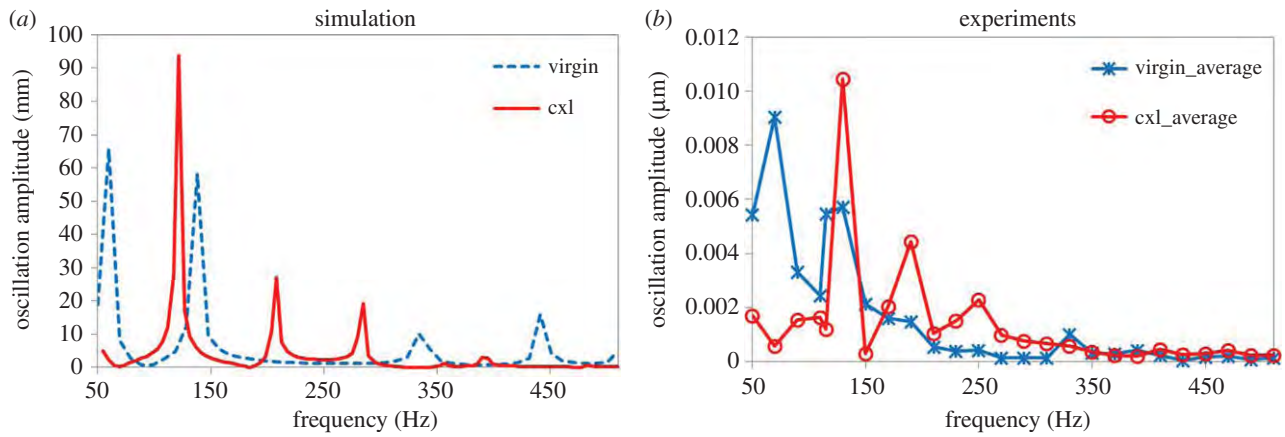 (a) simulation
100
90
80
70
60
50
40
30
20
10
0
oscillation amplitude (mm)
virgin
cxl
50 150 250 350 450
frequency (Hz)
(b) experiments
0.012
0.010
0.008
0.006
0.004
0.002
0
oscillation amplitude (µm)
virgin_average
cxl_average
50 150 250 350 450
frequency (Hz)